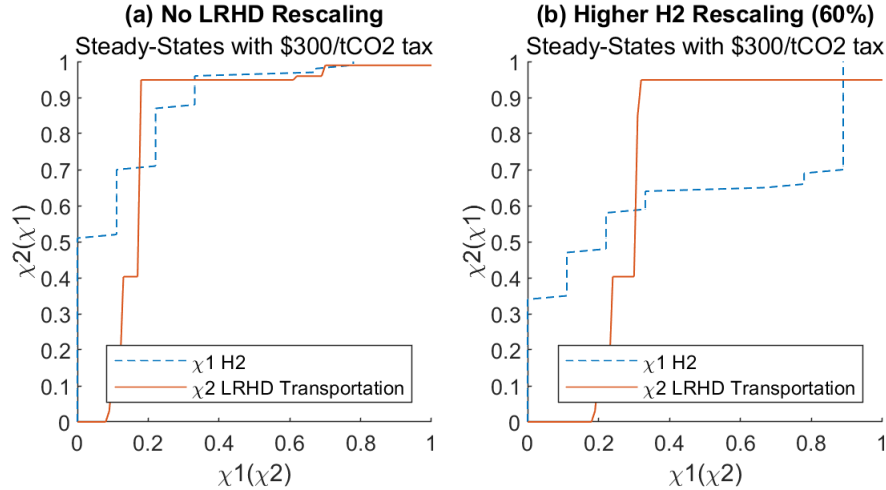 (a) No LRHD Rescaling
Steady-States with $300/tCO2 tax
1
0.9
0.8
0.7
0.6
0.5
0.4
0.3
0.2
0.1
0
χ2(χ1)
χ1 H2
χ2 LRHD Transportation
0
0.2
0.4
0.6
0.8
1
χ1(χ2)
(b) Higher H2 Rescaling (60%)
Steady-States with $300/tCO2 tax
1
0.9
0.8
0.7
0.6
0.5
0.4
0.3
0.2
0.1
0
χ2(χ1)
χ1 H2
χ2 LRHD Transportation
0
0.2
0.4
0.6
0.8
1
χ1(χ2)